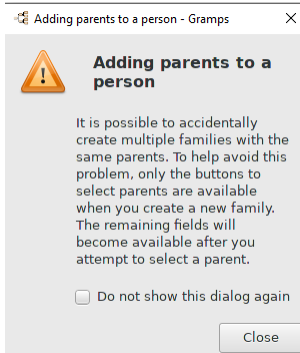 Adding parents to a person - Gramps
Adding parents to a
person
It is possible to accidentally
create multiple families with the
same parents. To help avoid this
problem, only the buttons to
select parents are available
when you create a new family.
The remaining fields will
become available after you
attempt to select a parent.
Do not show this dialog again
Close